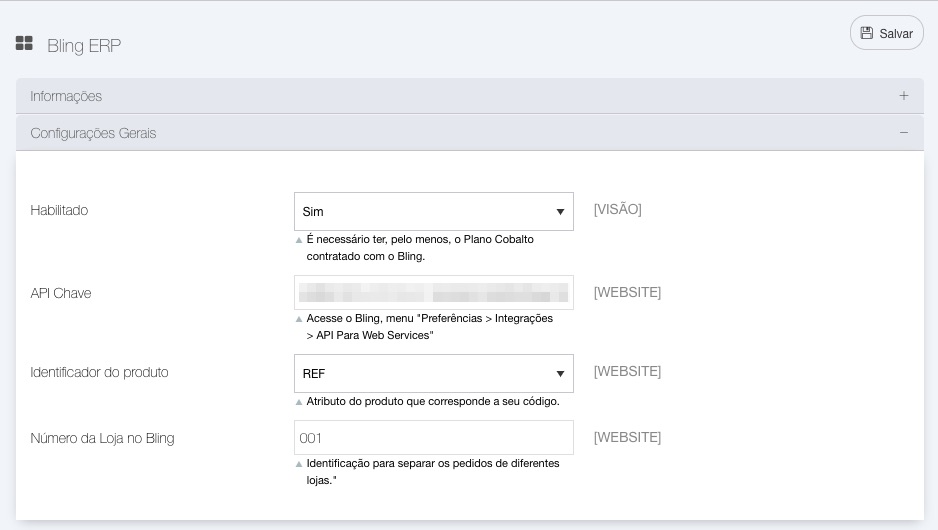 Salvar
Bling ERP
Informações
Configurações Gerais
Habilitado
Sim
[VISÃO]
É necessário ter, pelo menos, o Plano Cobalto
contratado com o Bling.
API Chave
[WEBSITE]
Acesse o Bling, menu "Preferências > Integrações
> API Para Web Services"
Identificador do produto
REF
[WEBSITE]
Atributo do produto que corresponde a seu código.
Número da Loja no Bling
001
[WEBSITE]
Identificação para separar os pedidos de diferentes
lojas."